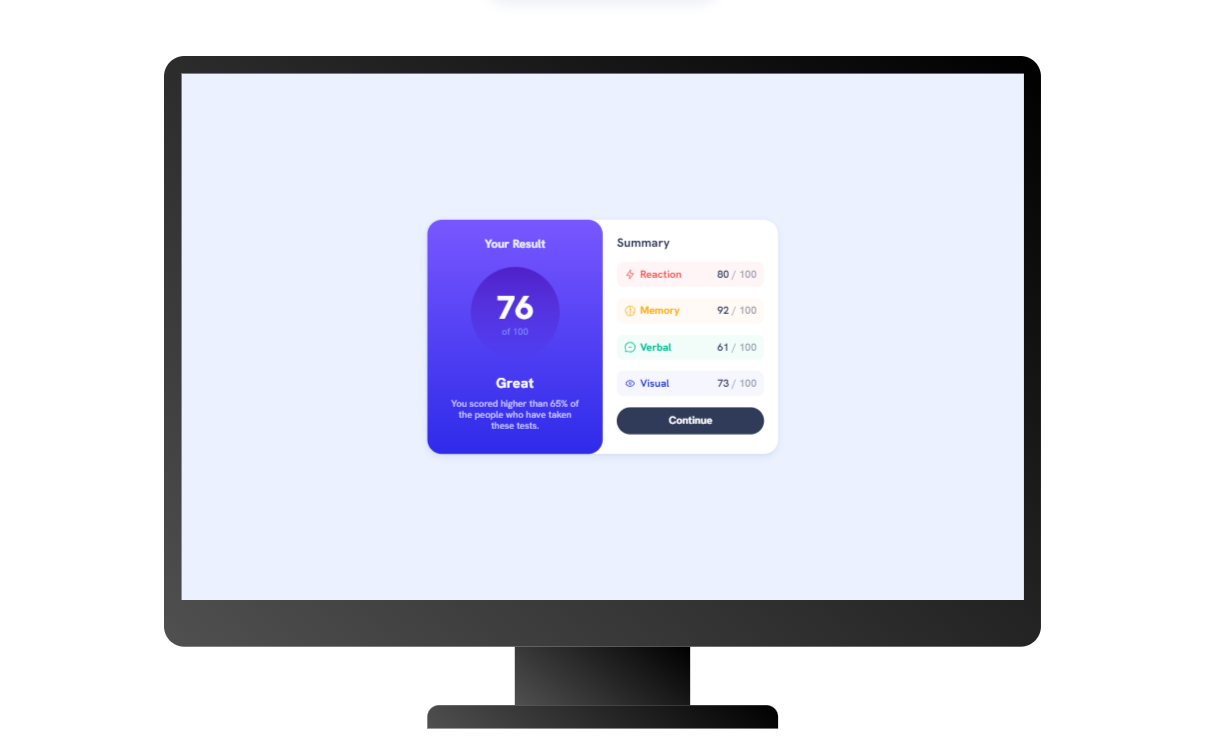 Your Result
76
of 100
Great
You scored higher than 65% of
the people who have taken
these tests.
Summary
Reaction 80 / 100
Memory 92 / 100
Verbal 61 / 100
Visual 73 / 100
Continue